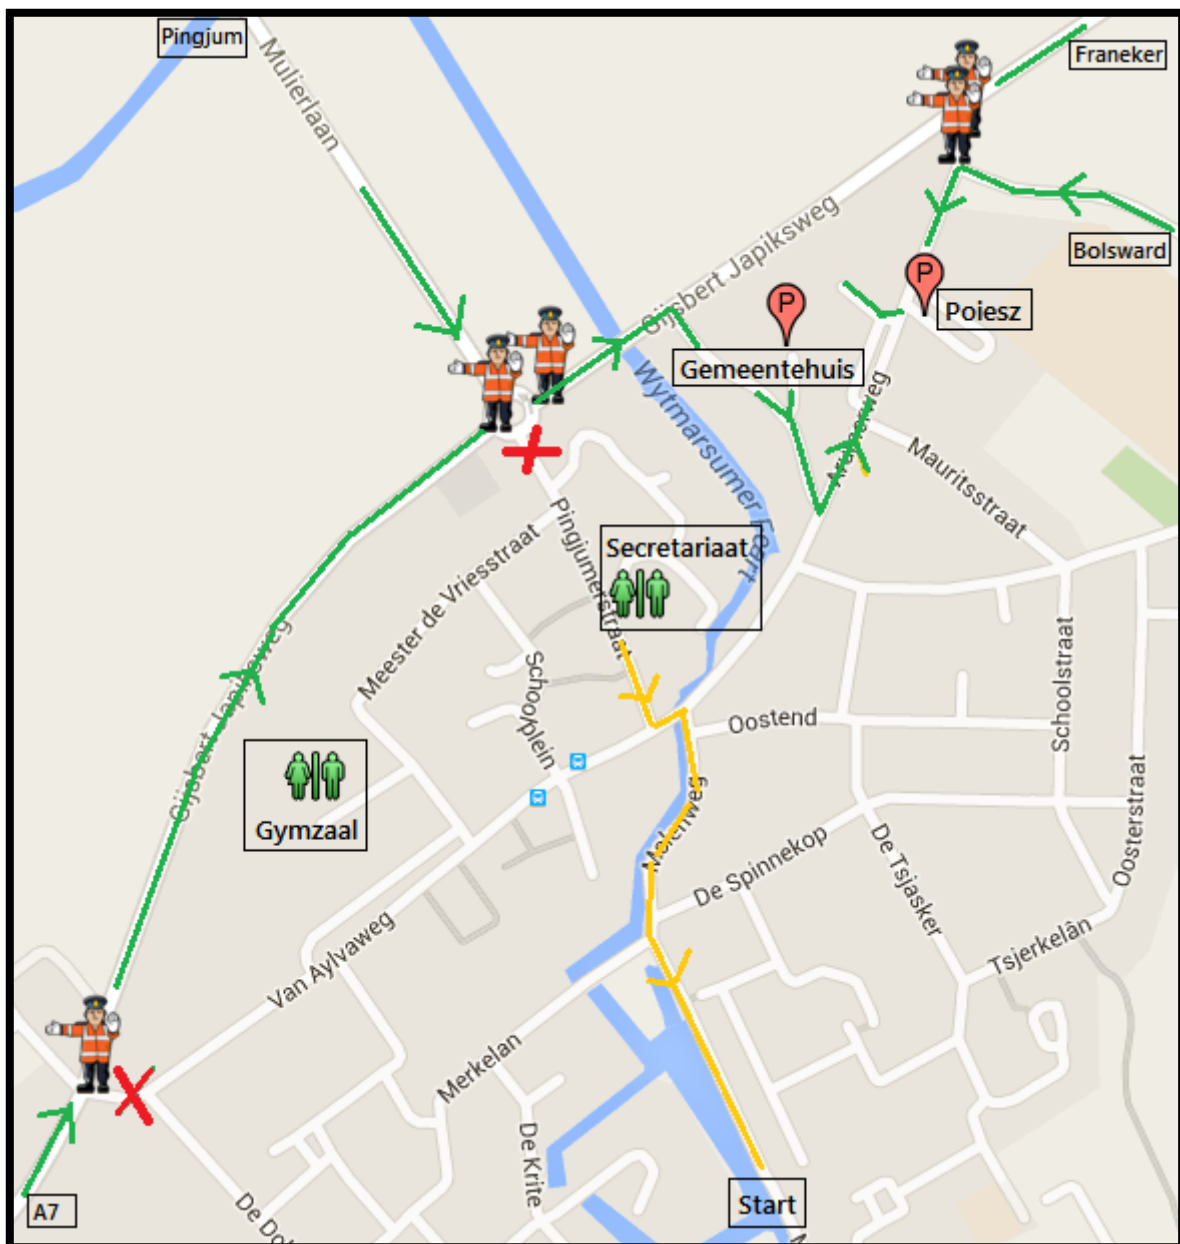 Pingjum
Mulierlaan
Franeker
Gijsbert Japiksweg
Bolsward
P
P
Poiesz
Gemeentehuis
Wytmarsumer Feart
Mauritsstraat
Pingjumerstraat
Secretariaat
Meester de Vriesstraat
Schoolplein
Schoolstraat
Gijsbert Japiksweg
Oostend
Oosterstraat
Molenweg
Gymzaal
De Spinnekop
De Tsjasker
Van Aylvaweg
Tsjerkelân
Merkelan
De Krite
A7
Start